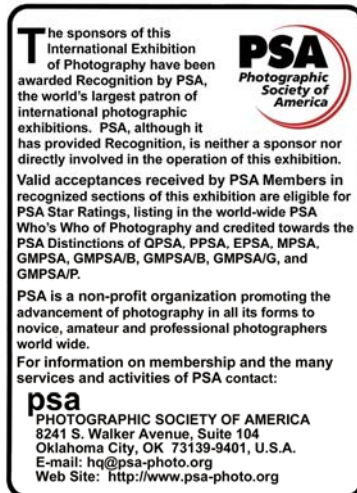 The sponsors of this
International Exhibition
of Photography have been
awarded Recognition by PSA,
the world's largest patron of
international photographic
exhibitions. PSA, although it
has provided Recognition, is neither a sponsor nor
directly involved in the operation of this exhibition.
PSA
Photographic
Society of
America
Valid acceptances received by PSA Members in
recognized sections of this exhibition are eligible for
PSA Star Ratings, listing in the world-wide PSA
Who's Who of Photography and credited towards the
PSA Distinctions of QPSA, PPSA, EPSA, MPSA,
GMPSA, GMPSA/B, GMPSA/B, GMPSA/G, and
GMPSA/P.
PSA is a non-profit organization promoting the
advancement of photography in all its forms to
novice, amateur and professional photographers
world wide.
For information on membership and the many
services and activities of PSA contact:
psa
PHOTOGRAPHIC SOCIETY OF AMERICA
8241 S. Walker Avenue, Suite 104
Oklahoma City, OK 73139-9401, U.S.A.
E-mail: hq@psa-photo.org
Web Site: http://www.psa-photo.org